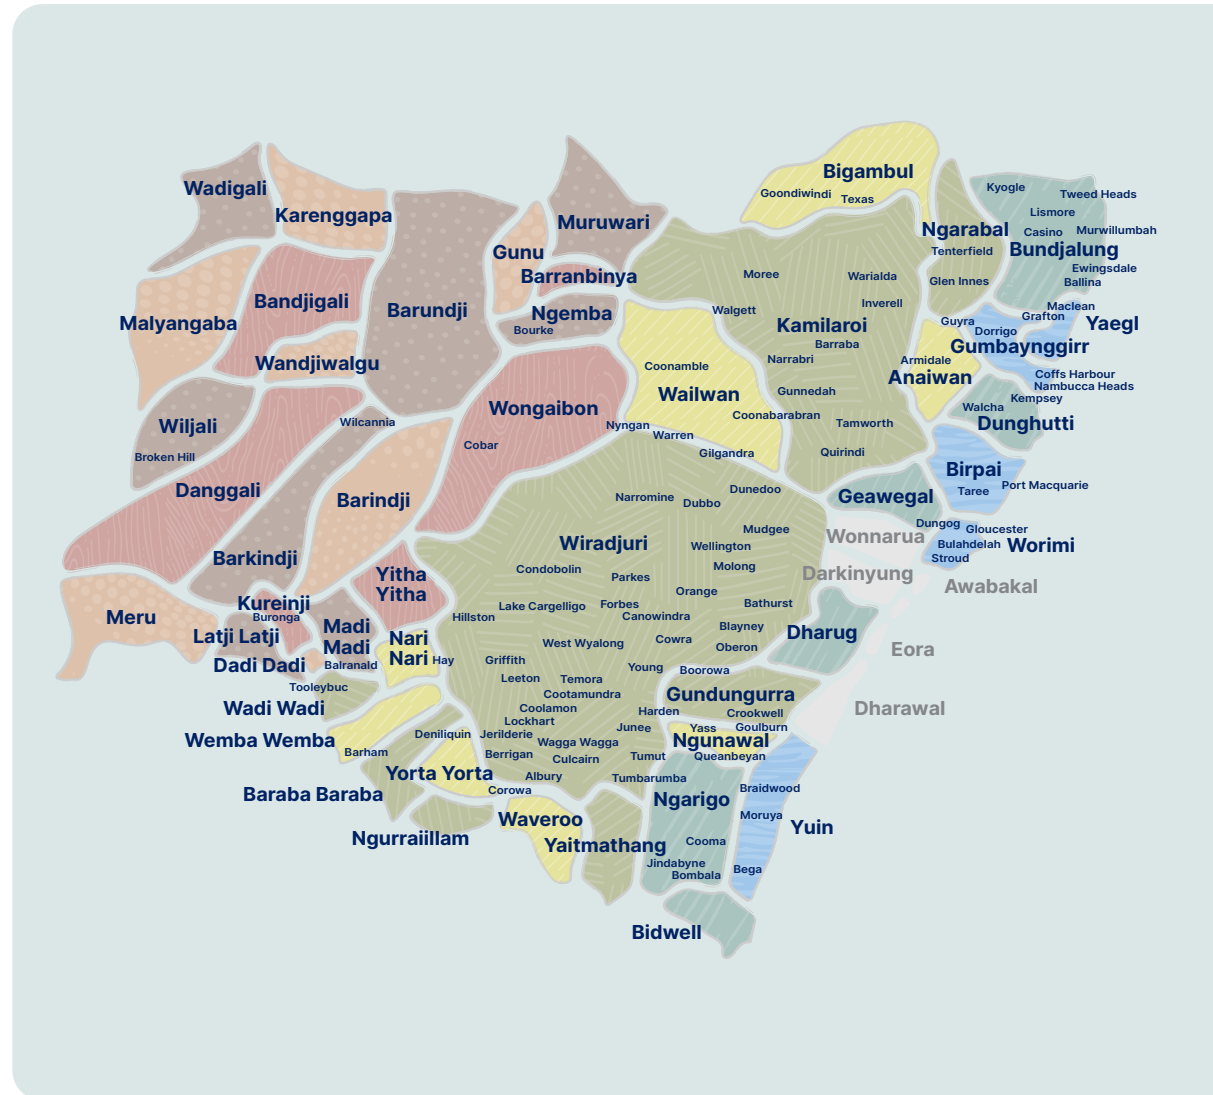 Bigambul
Wadigali
Kyogle
Tweed Heads
Goondiwindi
Texas
Karenggapa
Muruwari
Lismore
Ngarabal
Casino
Murwillumbah
Gunu
Tenterfield
Bundjalung
Barranbinya
Moree
Warialda
Ewingsdale
Glen Innes
Ballina
Bandjigali
Barundji
Ngemba
Walgett
Inverell
Maclean
Grafton
Malyangaba
Bourke
Kamilaroi
Guyra
Yaegl
Dorrigo
Barraba
Gumbaynggirr
Wandjiwalgu
Coonamble
Narrabri
Armidale
Anaiwan
Coffs Harbour
Nambucca Heads
Wailwan
Gunnedah
Kempsey
Wongaibon
Walcha
Wiljali
Wilcannia
Nyngan
Coonabarabran
Tamworth
Dunghutti
Warren
Cobar
Broken Hill
Gilgandra
Quirindi
Birpai
Danggali
Barindji
Narromine
Dubbo
Dunedoo
Geawegal
Taree
Port Macquarie
Mudgee
Dungog
Gloucester
Wonnarua
Wiradjuri
Wellington
Bulahdelah
Worimi
Barkindji
Stroud
Yitha
Yitha
Condobolin
Parkes
Molong
Darkinyung
Awabakal
Orange
Kureinji
Lake Cargelligo
Forbes
Bathurst
Meru
Buronga
Hillston
Canowindra
Madi
Madi
Blayney
Dharug
Latji Latji
Nari
Nari
West Wyalong
Cowra
Oberon
Eora
Dadi Dadi
Balranald
Hay
Griffith
Young
Boorowa
Leeton
Temora
Tooleybuc
Cootamundra
Gundungurra
Wadi Wadi
Coolamon
Harden
Crookwell
Dharawal
Lockhart
Junee
Yass
Goulburn
Deniliquin
Jerilderie
Wemba Wemba
Wagga Wagga
Ngunawal
Barham
Berrigan
Culcairn
Tumut
Queanbeyan
Yorta Yorta
Albury
Tumbarumba
Corowa
Braidwood
Baraba Baraba
Ngarigo
Waveroo
Moruya
Yuin
Ngurraiillam
Yaitmathang
Cooma
Jindabyne
Bombala
Bega
Bidwell